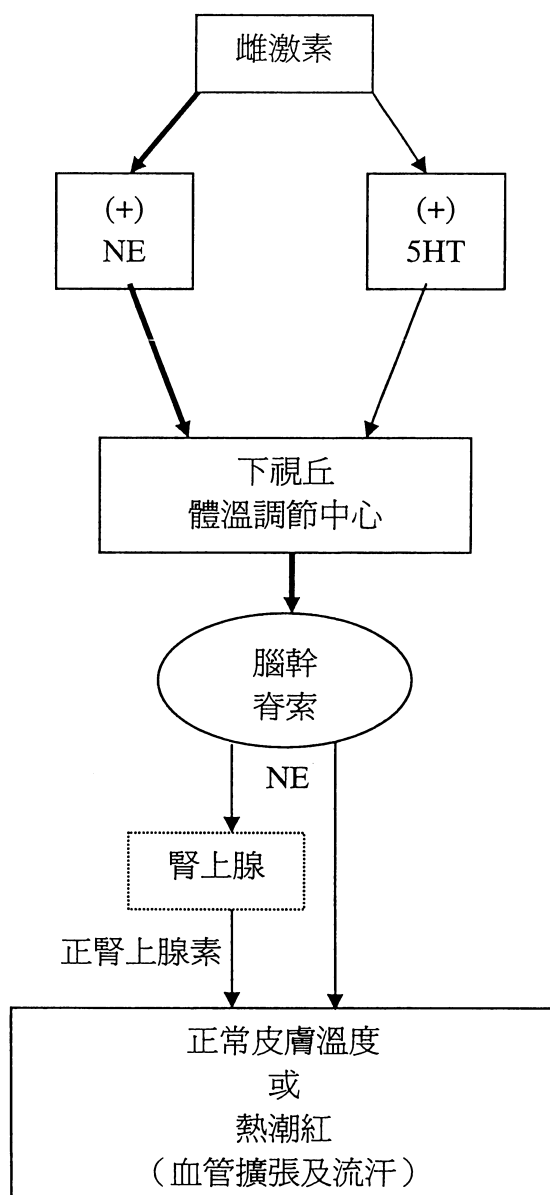 雌激素
(+)
NE
(+)
5HT
下視丘
體溫調節中心
腦幹
脊索
NE
腎上腺
正腎上腺素
正常皮膚溫度
或
熱潮紅
（血管擴張及流汗）